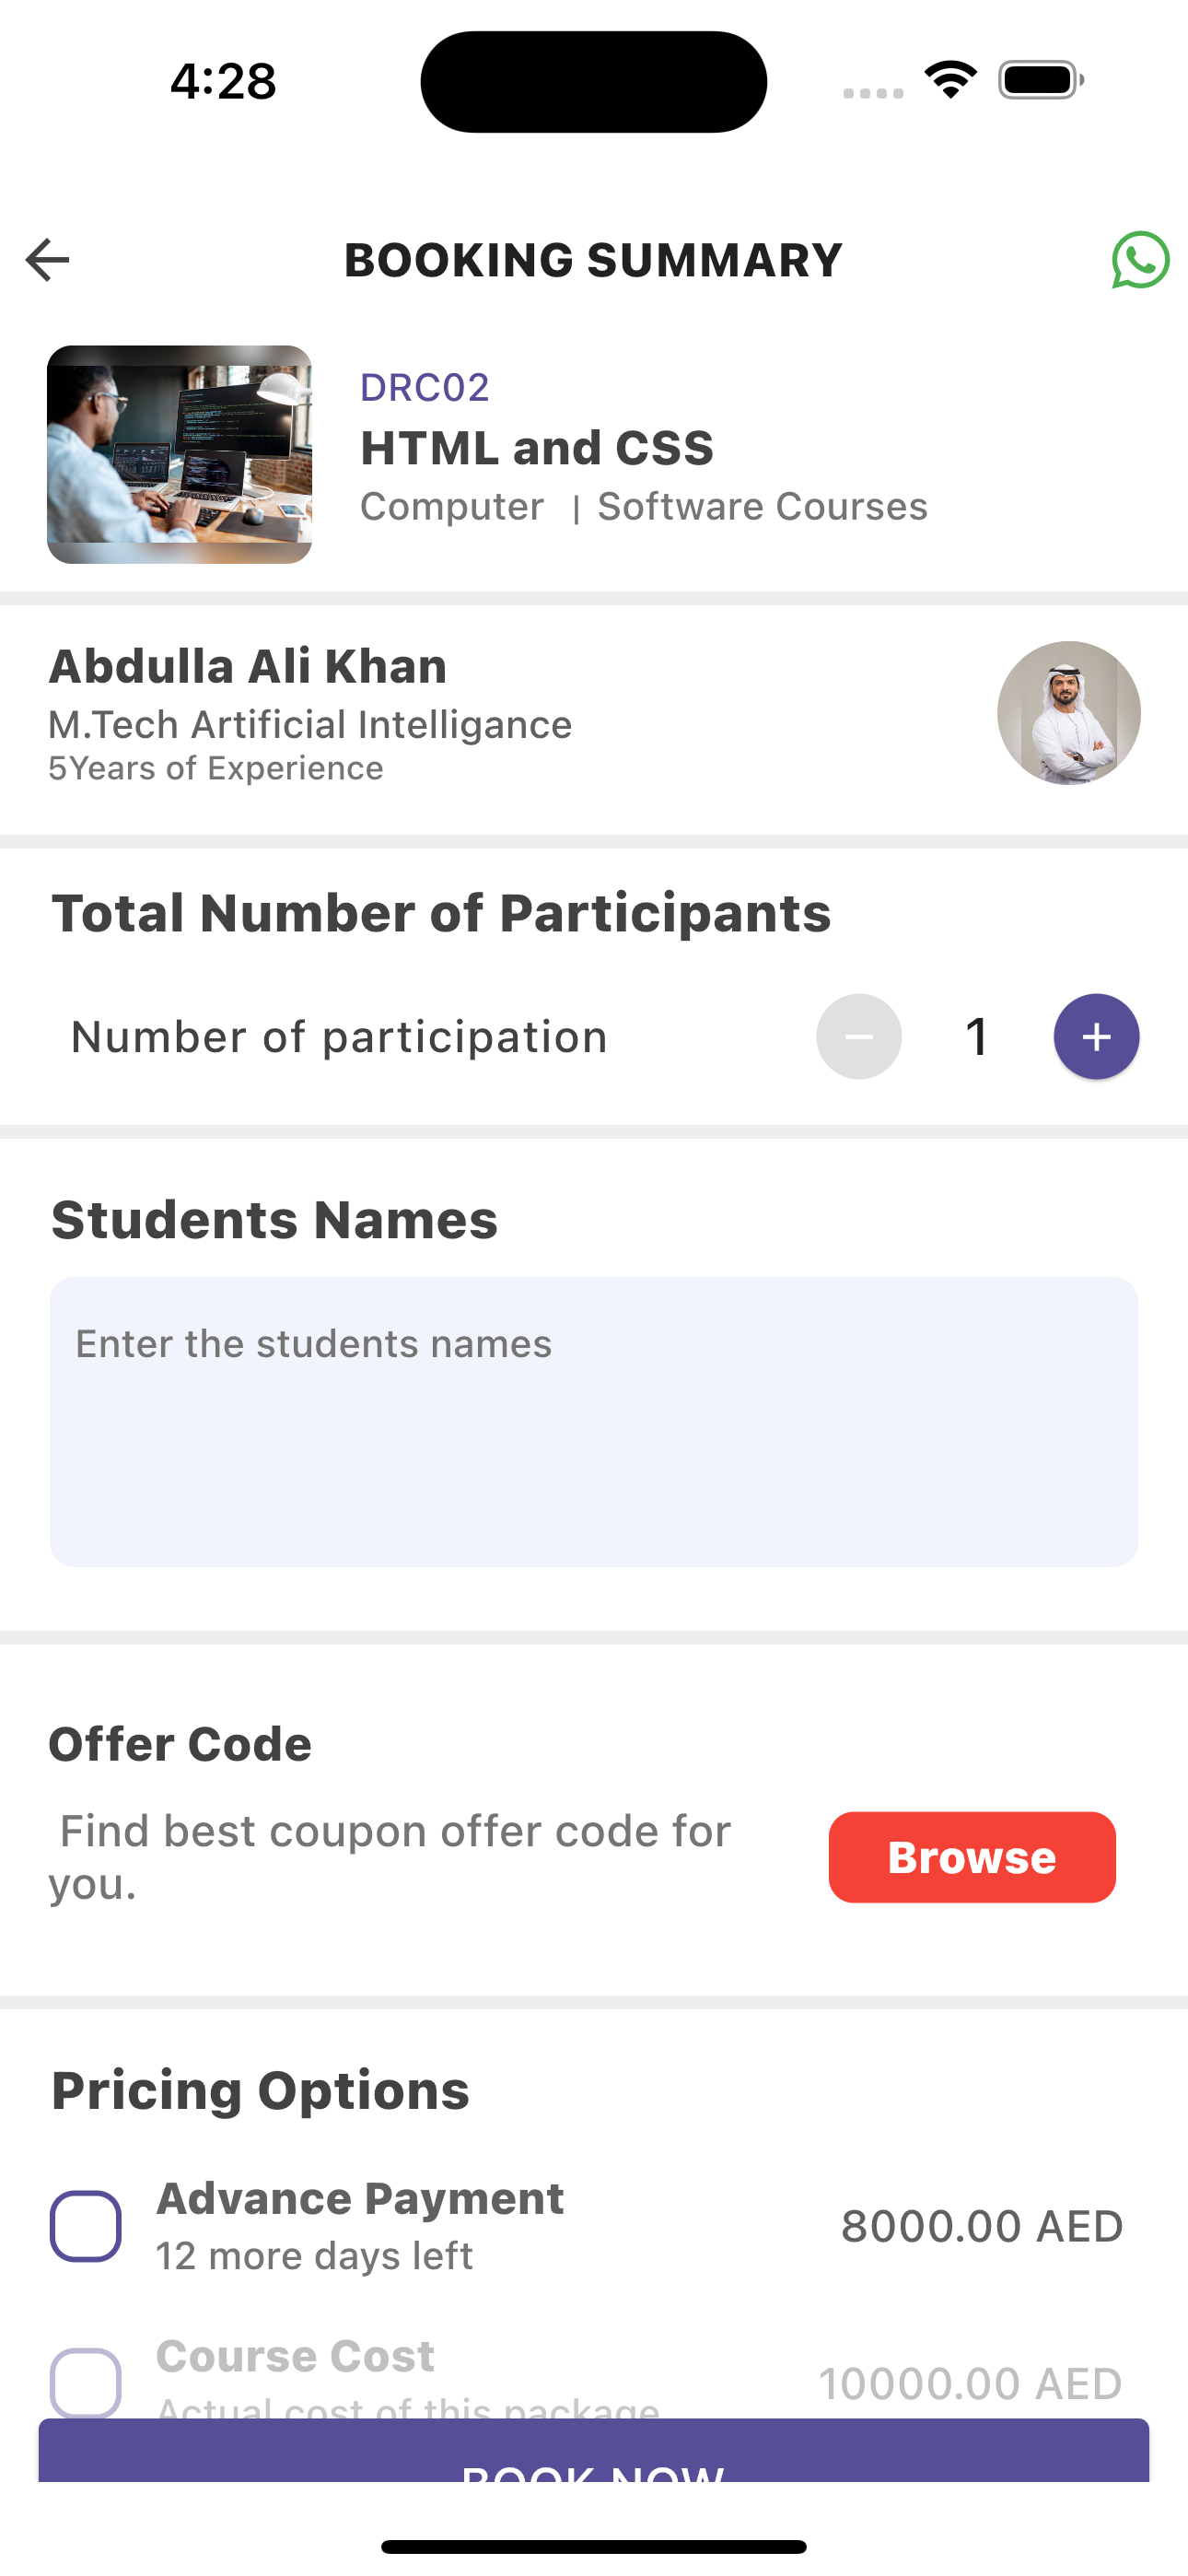 4:28
BOOKING SUMMARY
DRC02
HTML and CSS
Computer | Software Courses
Abdulla Ali Khan
M.Tech Artificial Intelligance
5Years of Experience
Total Number of Participants
Number of participation
1
Students Names
Enter the students names
Offer Code
Find best coupon offer code for
you.
Browse
Pricing Options
Advance Payment
8000.00 AED
12 more days left
Course Cost
10000.00 AED
Actual cost of this package
BOOK NOW